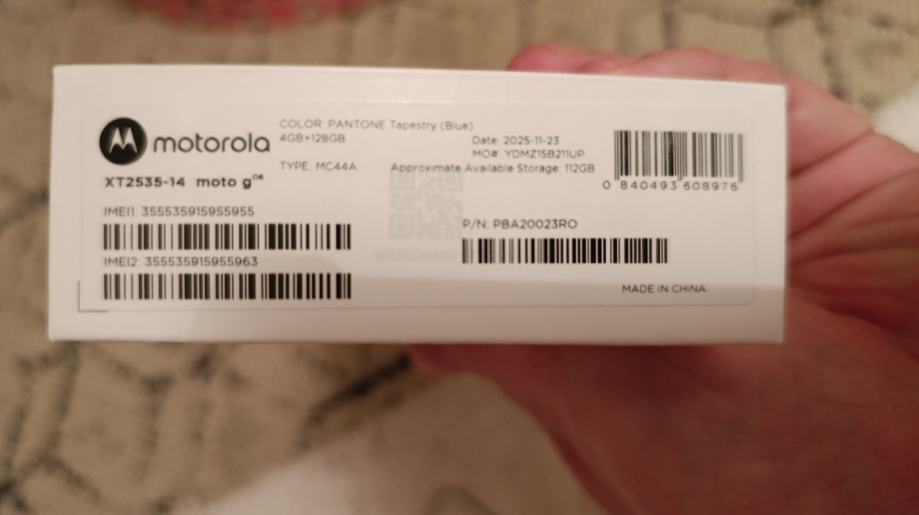 motorola
COLOR: PANTONE Tapestry (Blue)
4GB+128GB
Date: 2025-11-23
MO#: YDMZ15B211UP
TYPE: MC44A
Approximate Available Storage: 112GB
0 840493 608976
XT2535-14 moto g06
IMEI1: 355535915955955
P/N: PBA20023RO
IMEI2: 355535915955963
MADE IN CHINA